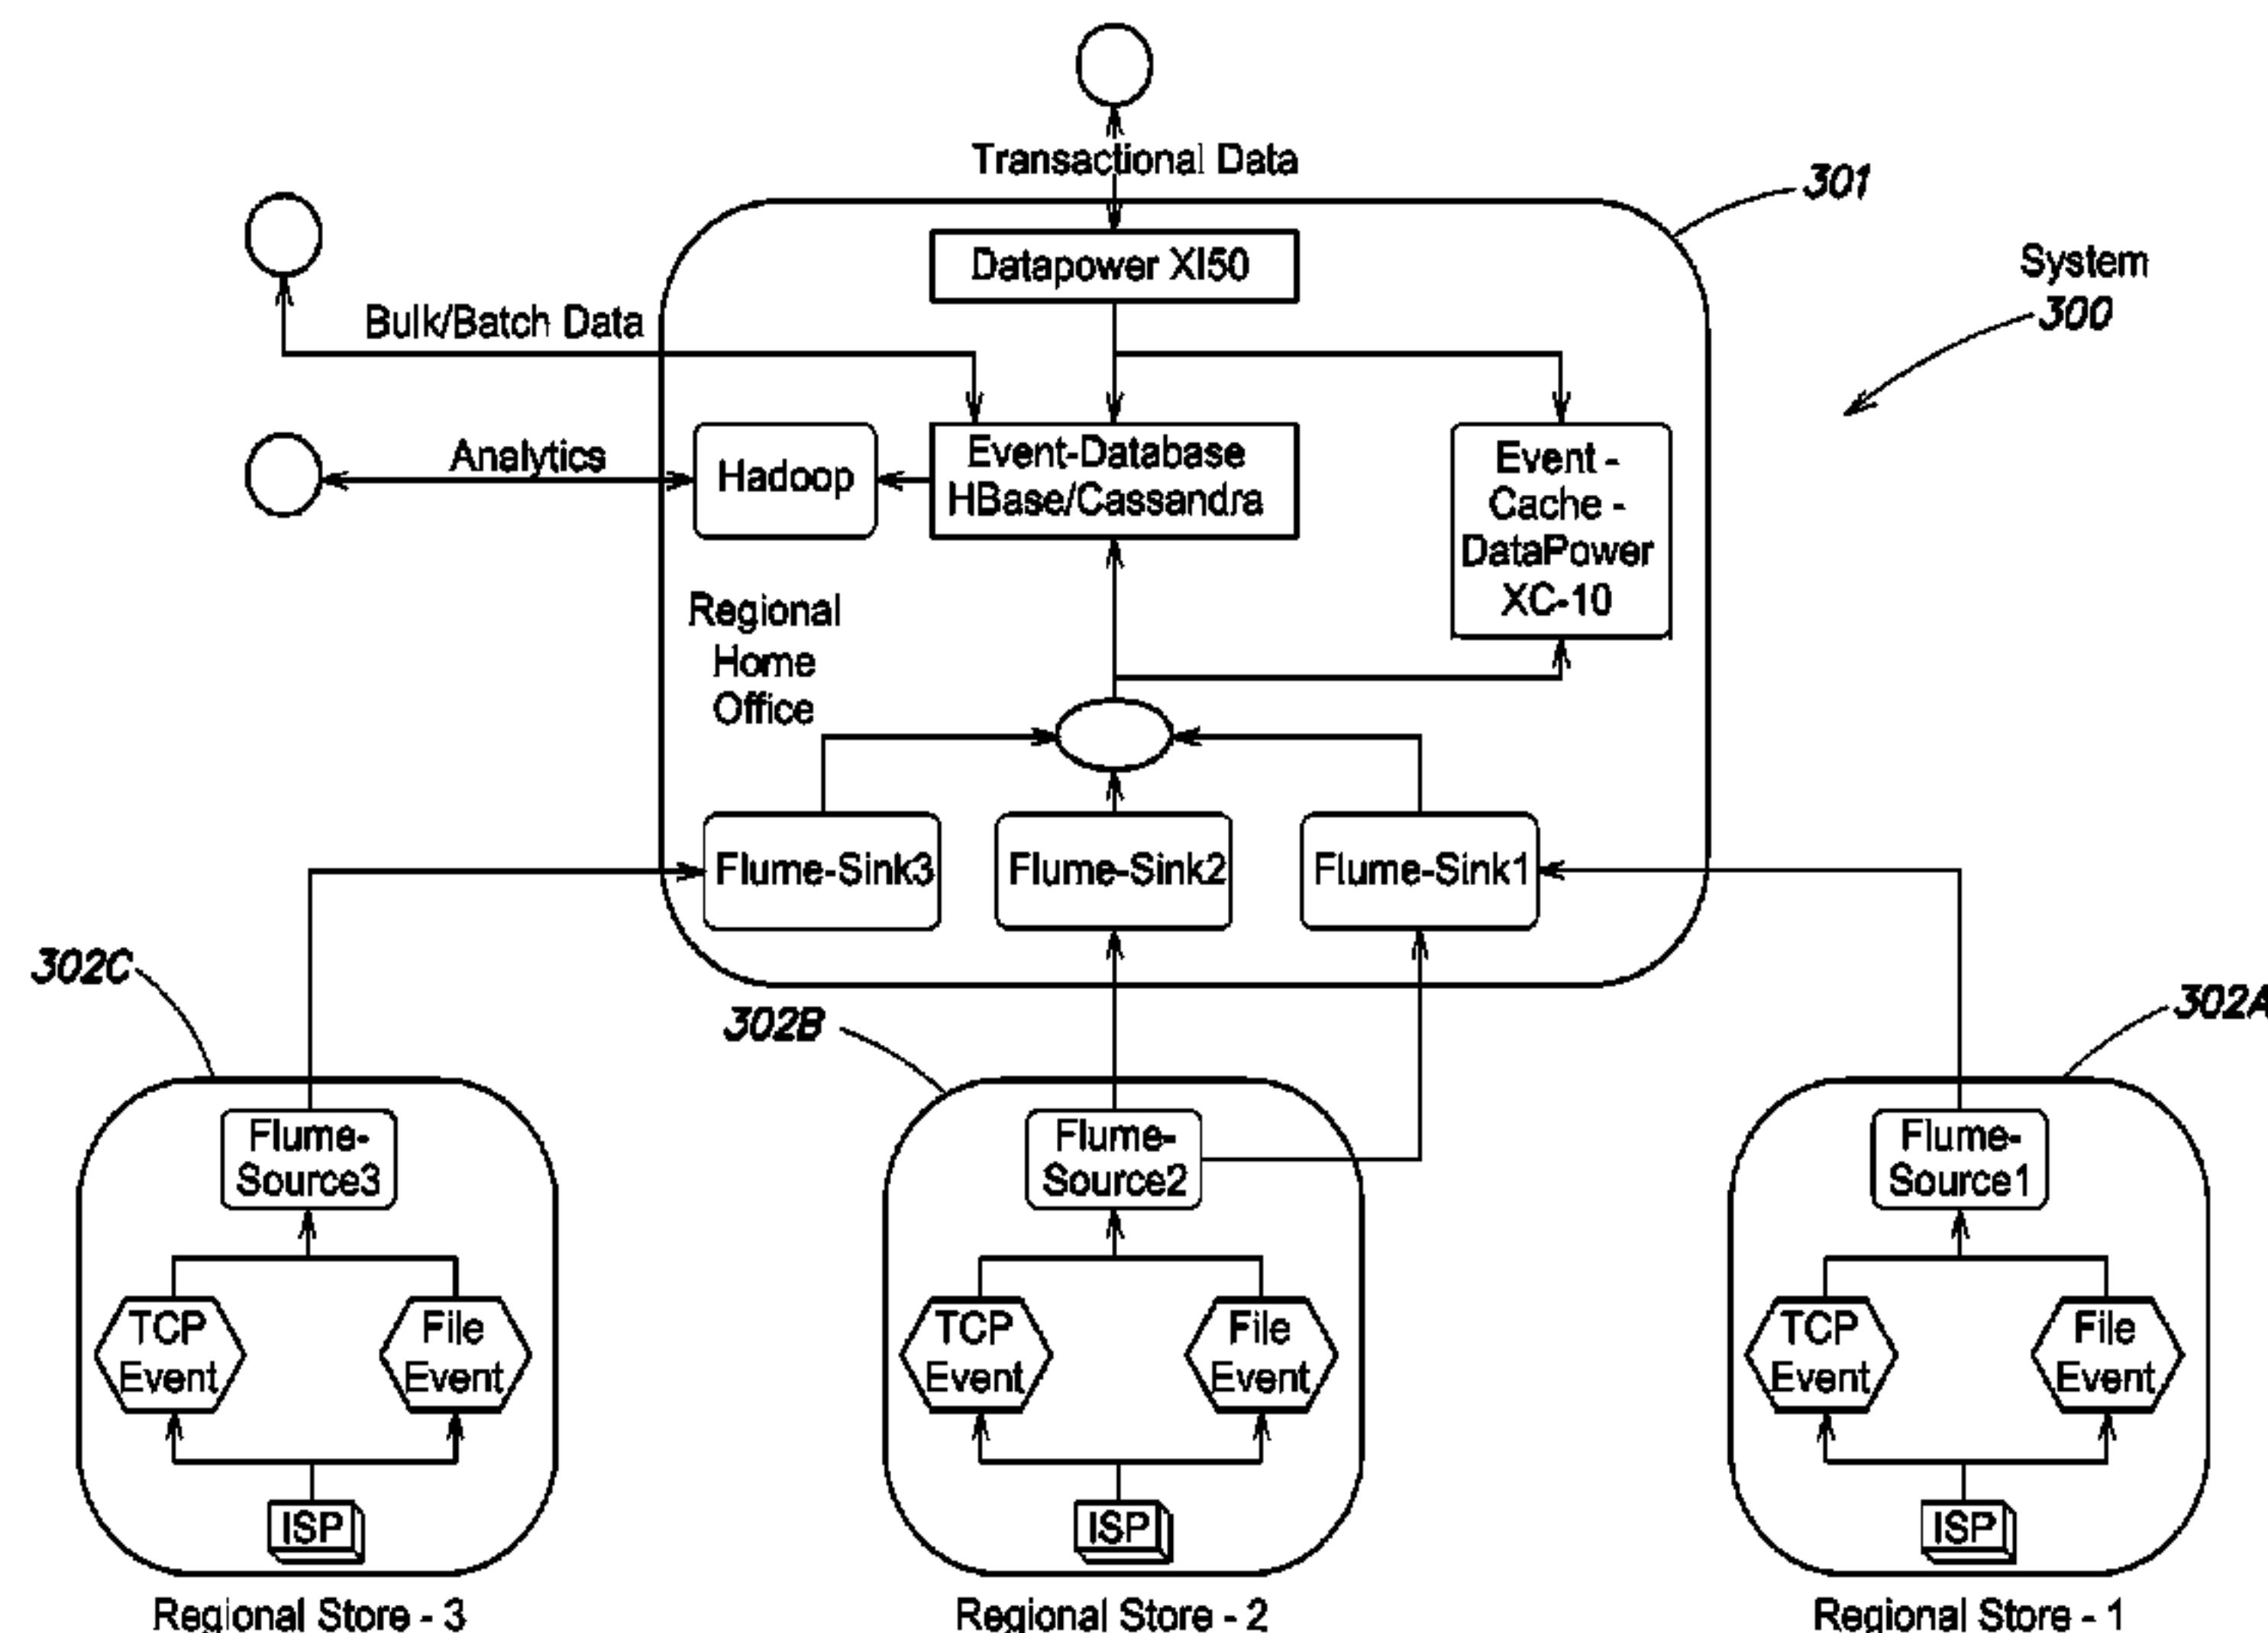 Transactional Data
301
Datapower XI50
System
300
Bulk/Batch Data
Analytics
Hadoop
Event-Database
HBase/Cassandra
Event -
Cache -
DataPower
XC-10
Regional
Home
Office
Flume-Sink3
Flume-Sink2
Flume-Sink1
302C
302B
302A
Flume-
Source3
Flume-
Source2
Flume-
Source1
TCP
Event
File
Event
TCP
Event
File
Event
TCP
Event
File
Event
ISP
ISP
ISP
Regional Store - 3
Regional Store - 2
Regional Store - 1